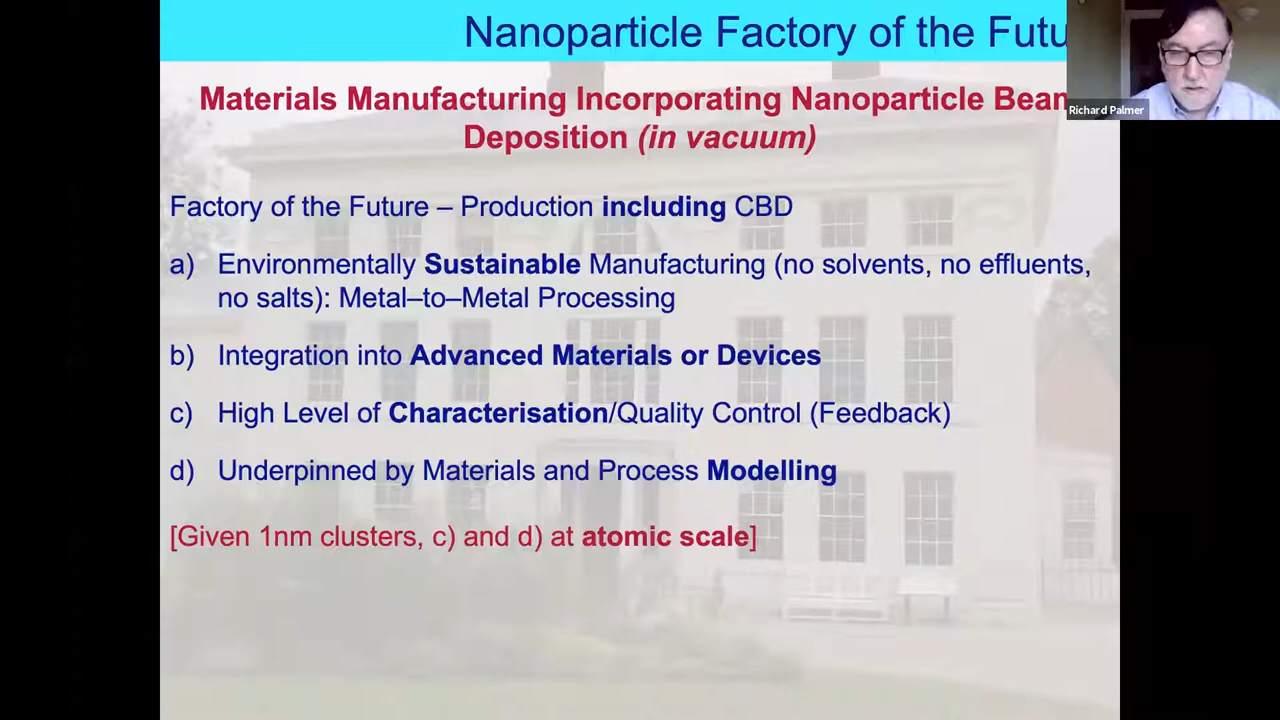 Nanoparticle Factory of the Futu
Richard Palmer
Materials Manufacturing Incorporating Nanoparticle Beam
Deposition (in vacuum)
Factory of the Future – Production including CBD
a) Environmentally Sustainable Manufacturing (no solvents, no effluents,
no salts): Metal–to–Metal Processing
b) Integration into Advanced Materials or Devices
c) High Level of Characterisation/Quality Control (Feedback)
d) Underpinned by Materials and Process Modelling
[Given 1nm clusters, c) and d) at atomic scale]